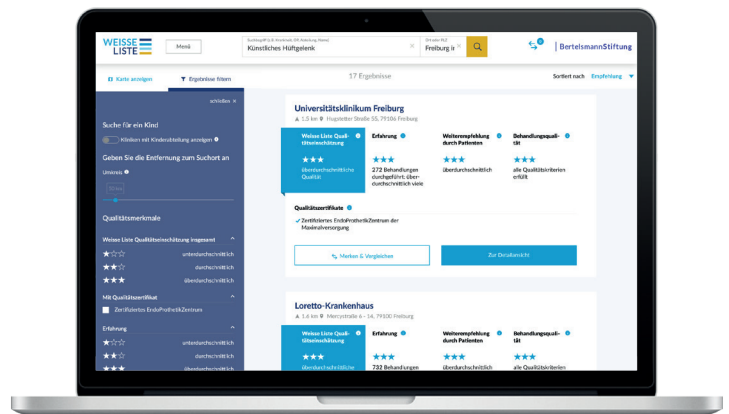 WEISSE
LISTE
Menü
Künstliches Hüftgelenk
Freiburg i
BertelsmannStiftung
Karte anzeigen
Ergebnisse filtern
17 Ergebnisse
Sortiert nach Empfehlung
schließen ×
Suche für ein Kind
Kliniken mit Kinderabteilung anzeigen
Geben Sie die Entfernung zum Suchort an
Umkreis
Qualitätsmerkmale
Weisse Liste Qualitätseinschätzung insgesamt
unterdurchschnittlich
durchschnittlich
überdurchschnittlich
Mit Qualitätszertifikat
Zertifiziertes EndoProthetikZentrum
Erfahrung
unterdurchschnittlich
durchschnittlich
überdurchschnittlich
Universitätsklinikum Freiburg
1.5 km Hugstetter Straße 55, 79106 Freiburg
Weisse Liste Quali-
tätseinschätzung
überdurchschnittliche
Qualität
Erfahrung
272 Behandlungen
durchgeführt: über-
durchschnittlich viele
Weiterempfehlung
durch Patienten
überdurchschnittlich
Behandlungsquali-
tät
alle Qualitätskriterien
erfüllt
Qualitätszertifikate
Zertifiziertes EndoProthetikZentrum der
Maximalversorgung
Merken & Vergleichen
Zur Detailansicht
Loretto-Krankenhaus
1.6 km Mercystraße 6 - 14, 79100 Freiburg
Weisse Liste Quali-
tätseinschätzung
überdurchschnittliche
Erfahrung
732 Behandlungen
Weiterempfehlung
durch Patienten
überdurchschnittlich
Behandlungsquali-
tät
alle Qualitätskriterien